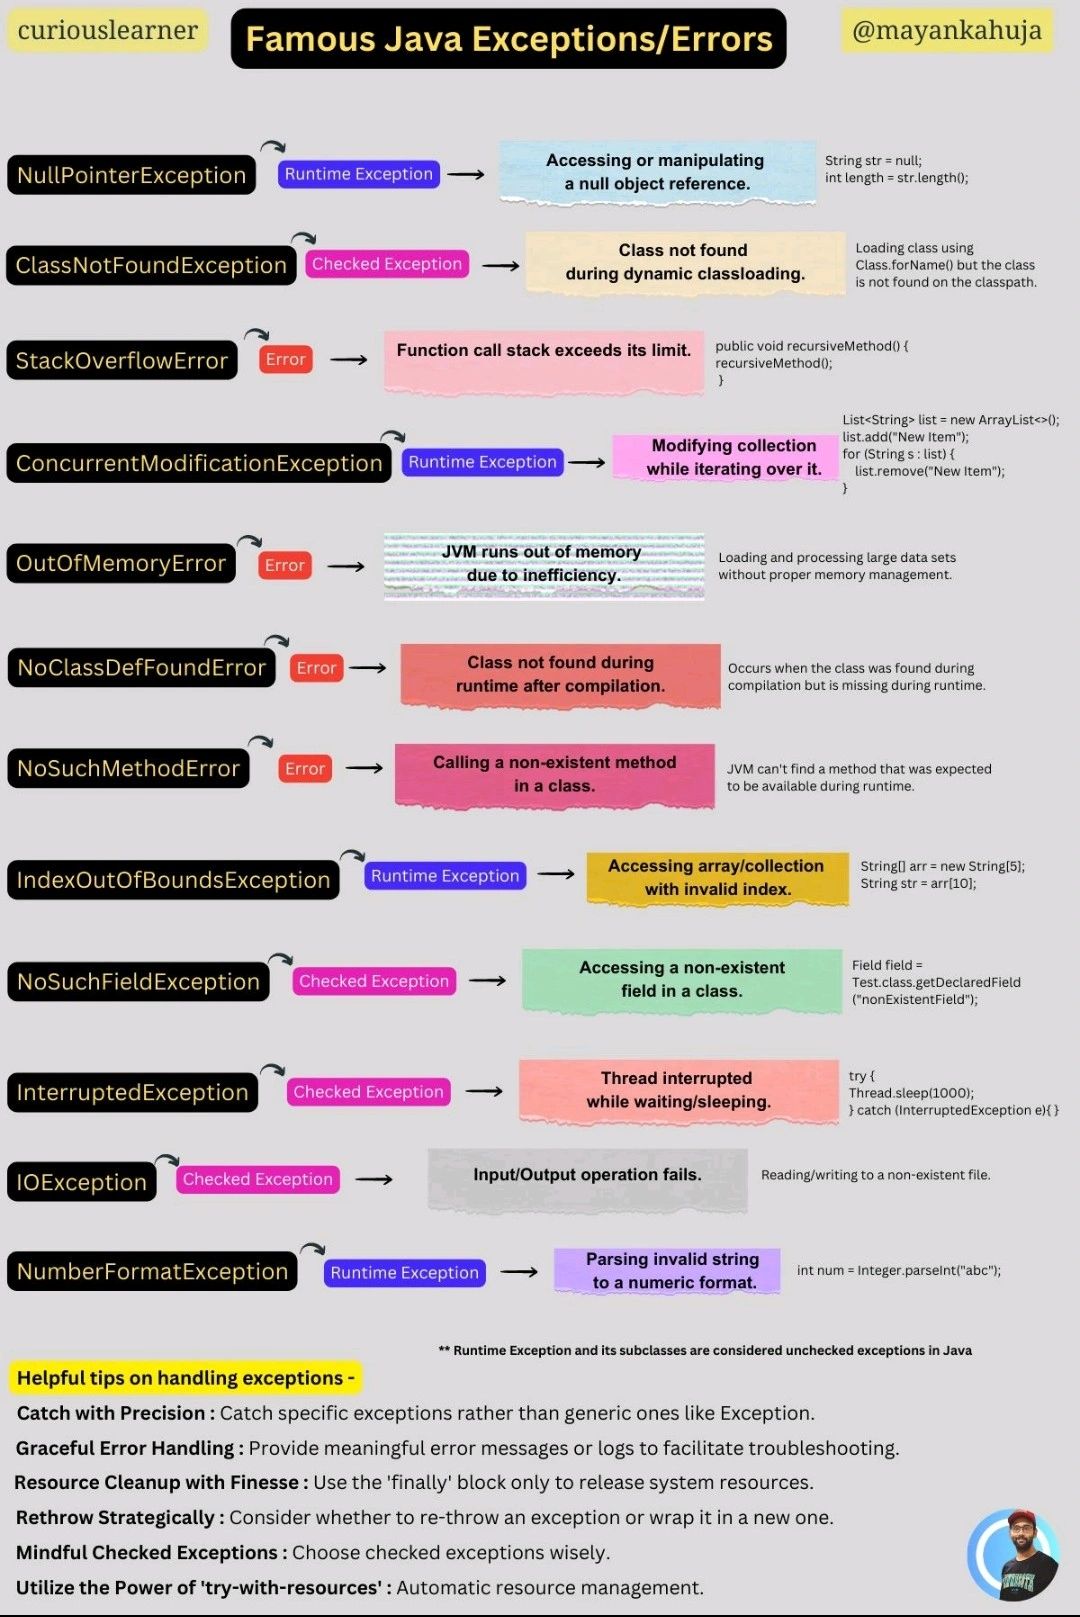 curiouslearner
Famous Java Exceptions/Errors
@mayankahuja
NullPointerException
Runtime Exception
Accessing or manipulating
a null object reference.
String str = null;
int length = str.length();
ClassNotFoundException
Checked Exception
Class not found
during dynamic classloading.
Loading class using
Class.forName() but the class
is not found on the classpath.
StackOverflowError
Error
Function call stack exceeds its limit.
public void recursiveMethod() {
recursiveMethod();
}
ConcurrentModificationException
Runtime Exception
Modifying collection
while iterating over it.
List<String> list = new ArrayList<>();
list.add("New Item");
for (String s : list) {
list.remove("New Item");
}
OutOfMemoryError
Error
JVM runs out of memory
due to inefficiency.
Loading and processing large data sets
without proper memory management.
NoClassDefFoundError
Error
Class not found during
runtime after compilation.
Occurs when the class was found during
compilation but is missing during runtime.
NoSuchMethodError
Error
Calling a non-existent method
in a class.
JVM can't find a method that was expected
to be available during runtime.
IndexOutOfBoundsException
Runtime Exception
Accessing array/collection
with invalid index.
String[] arr = new String[5];
String str = arr[10];
NoSuchFieldException
Checked Exception
Accessing a non-existent
field in a class.
Field field =
Test.class.getDeclaredField
("nonExistentField");
InterruptedException
Checked Exception
Thread interrupted
while waiting/sleeping.
try {
Thread.sleep(1000);
} catch (InterruptedException e){ }
IOException
Checked Exception
Input/Output operation fails.
Reading/writing to a non-existent file.
NumberFormatException
Runtime Exception
Parsing invalid string
to a numeric format.
int num = Integer.parseInt("abc");
** Runtime Exception and its subclasses are considered unchecked exceptions in Java
Helpful tips on handling exceptions -
Catch with Precision : Catch specific exceptions rather than generic ones like Exception.
Graceful Error Handling : Provide meaningful error messages or logs to facilitate troubleshooting.
Resource Cleanup with Finesse : Use the 'finally' block only to release system resources.
Rethrow Strategically : Consider whether to re-throw an exception or wrap it in a new one.
Mindful Checked Exceptions : Choose checked exceptions wisely.
Utilize the Power of 'try-with-resources' : Automatic resource management.